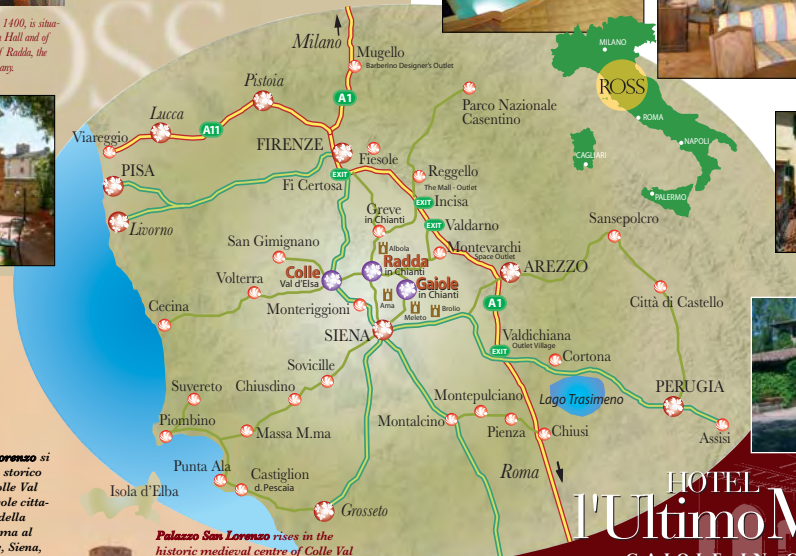 1400, is situa-
Hall and of
Radda, the
any.
OSS
Milano
Mugello
Barberino Designer's Outlet
MILANO
ROSS
ROMA
NAPOLI
CAGLIARI
PALERMO
Pistoia
A1
Lucca
A11
Viareggio
Parco Nazionale
Casentino
FIRENZE
Fiesole
PISA
EXIT
Fi Certosa
Reggello
The Mall - Outlet
EXIT Incisa
Livorno
Greve
in Chianti
EXIT Valdarno
Sansepolcro
San Gimignano
Albola
Montevarchi
Space Outlet
Colle
Val d'Elsa
Radda
in Chianti
AREZZO
Volterra
Gaiole
in Chianti
Città di Castello
Cecina
Monteriggioni
Ama
Meleto
Brolio
A1
SIENA
Valdichiana
Outlet Village
EXIT
Cortona
Sovicille
Suvereto
Chiusdino
Montepulciano
Lago Trasimeno
PERUGIA
Piombino
Massa M.ma
Montalcino
Pienza
Chiusi
Assisi
Punta Ala
Castiglion
d. Pescaia
Roma
Isola d'Elba
Grosseto
orenzo si
storico
olle Val
vole citta-
della
ma al
, Siena,
Palazzo San Lorenzo rises in the
historic medieval centre of Colle Val
HOTEL
l'Ultimo M